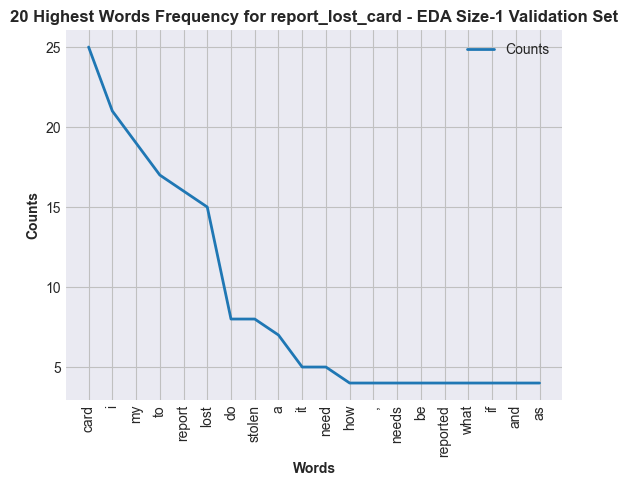 20 Highest Words Frequency for report_lost_card - EDA Size-1 Validation Set
Counts
25
20
15
10
5
Counts
card
i
my
to
report
lost
do
stolen
a
it
need
how
,
needs
be
reported
what
if
and
as
Words